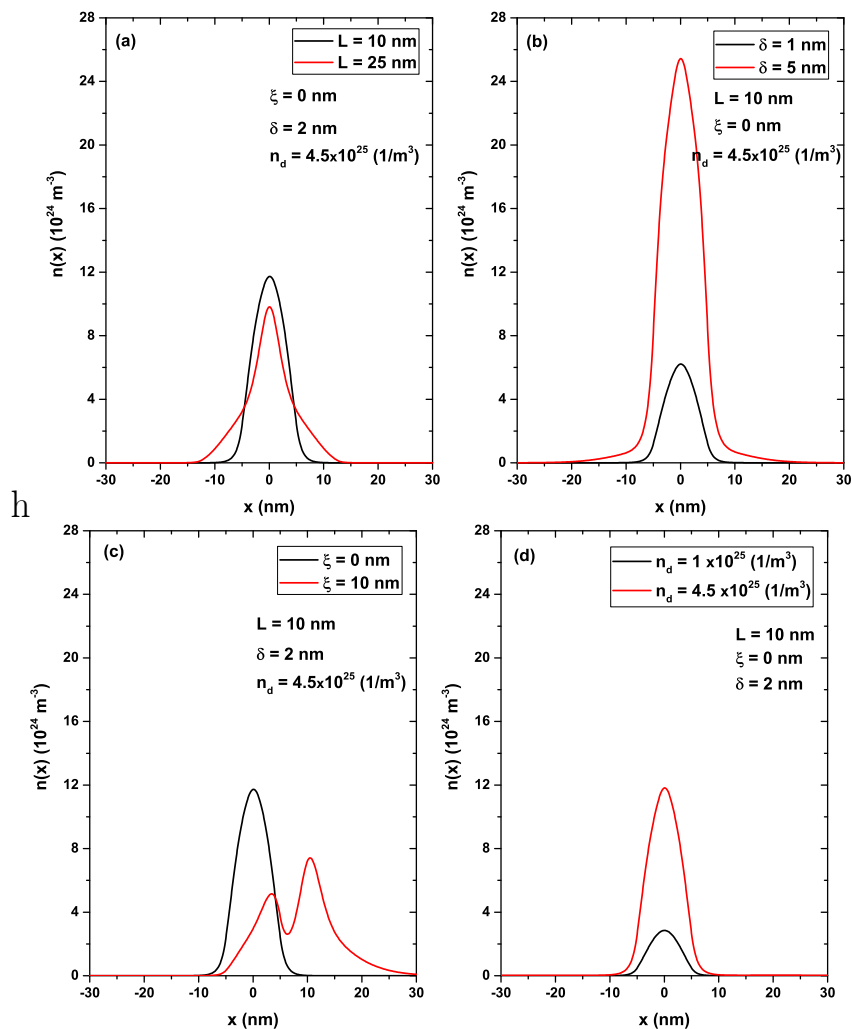 (a)
L = 10 nm
L = 25 nm
ξ = 0 nm
δ = 2 nm
n_d = 4.5x10^25 (1/m^3)
n(x) (10^24 m^-3)
28
24
20
16
12
8
4
0
-30 -20 -10 0 10 20 30
x (nm)
(b)
δ = 1 nm
δ = 5 nm
L = 10 nm
ξ = 0 nm
n_d = 4.5x10^25 (1/m^3)
n(x) (10^24 m^-3)
28
24
20
16
12
8
4
0
-30 -20 -10 0 10 20 30
x (nm)
h
(c)
ξ = 0 nm
ξ = 10 nm
L = 10 nm
δ = 2 nm
n_d = 4.5x10^25 (1/m^3)
n(x) (10^24 m^-3)
28
24
20
16
12
8
4
0
-30 -20 -10 0 10 20 30
x (nm)
(d)
n_d = 1 x10^25 (1/m^3)
n_d = 4.5 x10^25 (1/m^3)
L = 10 nm
ξ = 0 nm
δ = 2 nm
n(x) (10^24 m^-3)
28
24
20
16
12
8
4
0
-30 -20 -10 0 10 20 30
x (nm)